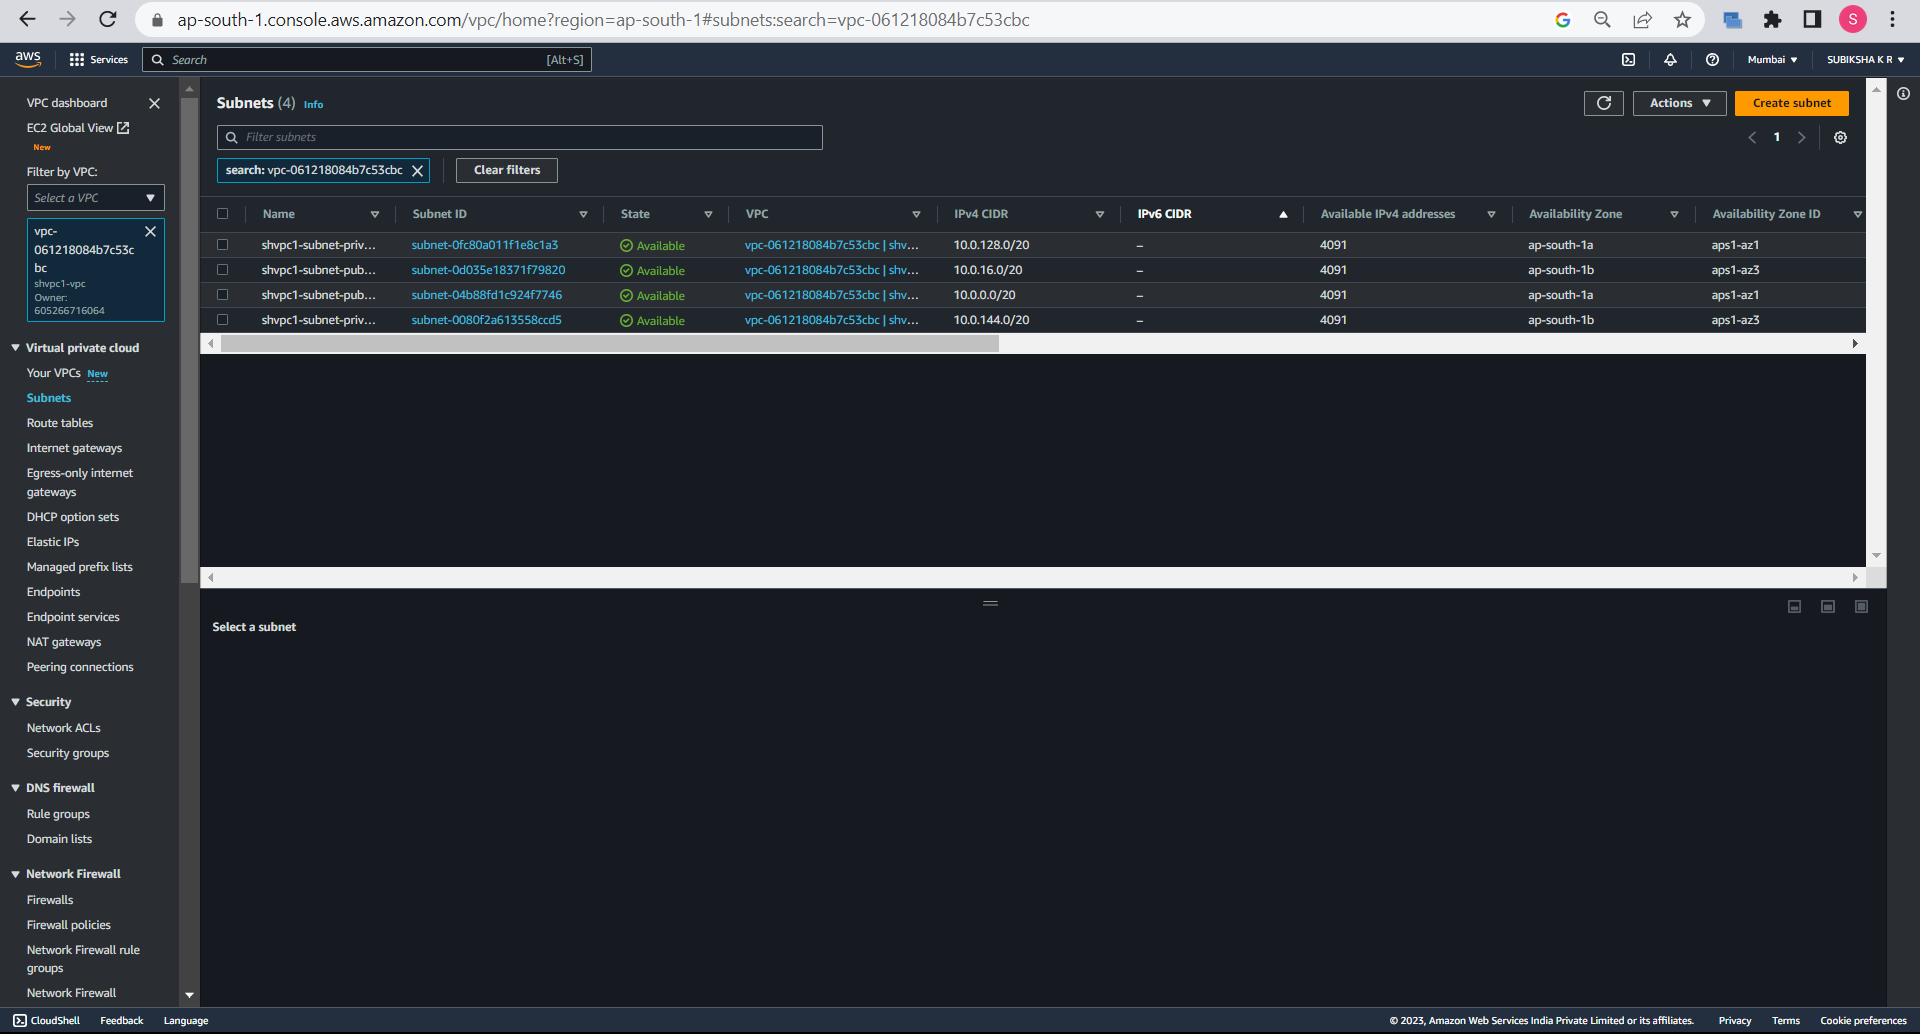 ap-south-1.console.aws.amazon.com/vpc/home?region=ap-south-1#subnets:search=vpc-061218084b7c53cbc
S
aws
Services
Search
[Alt+S]
Mumbai
SUBIKSHA K R
VPC dashboard
EC2 Global View
New
Filter by VPC:
Select a VPC
vpc-
061218084b7c53c
bc
shvpc1-vpc
Owner:
605266716064
Virtual private cloud
Your VPCs New
Subnets
Route tables
Internet gateways
Egress-only internet
gateways
DHCP option sets
Elastic IPs
Managed prefix lists
Endpoints
Endpoint services
NAT gateways
Peering connections
Security
Network ACLs
Security groups
DNS firewall
Rule groups
Domain lists
Network Firewall
Firewalls
Firewall policies
Network Firewall rule
groups
Network Firewall
Subnets (4) Info
Actions
Create subnet
Filter subnets
1
search: vpc-061218084b7c53cbc
Clear filters
Name Subnet ID State VPC IPv4 CIDR IPv6 CIDR Available IPv4 addresses Availability Zone Availability Zone ID
shvpc1-subnet-priv... subnet-0fc80a011f1e8c1a3 Available vpc-061218084b7c53cbc | shv... 10.0.128.0/20 – 4091 ap-south-1a aps1-az1
shvpc1-subnet-pub... subnet-0d035e18371f79820 Available vpc-061218084b7c53cbc | shv... 10.0.16.0/20 – 4091 ap-south-1b aps1-az3
shvpc1-subnet-pub... subnet-04b88fd1c924f7746 Available vpc-061218084b7c53cbc | shv... 10.0.0.0/20 – 4091 ap-south-1a aps1-az1
shvpc1-subnet-priv... subnet-0080f2a613558ccd5 Available vpc-061218084b7c53cbc | shv... 10.0.144.0/20 – 4091 ap-south-1b aps1-az3
Select a subnet
CloudShell
Feedback
Language
© 2023, Amazon Web Services India Private Limited or its affiliates.
Privacy
Terms
Cookie preferences